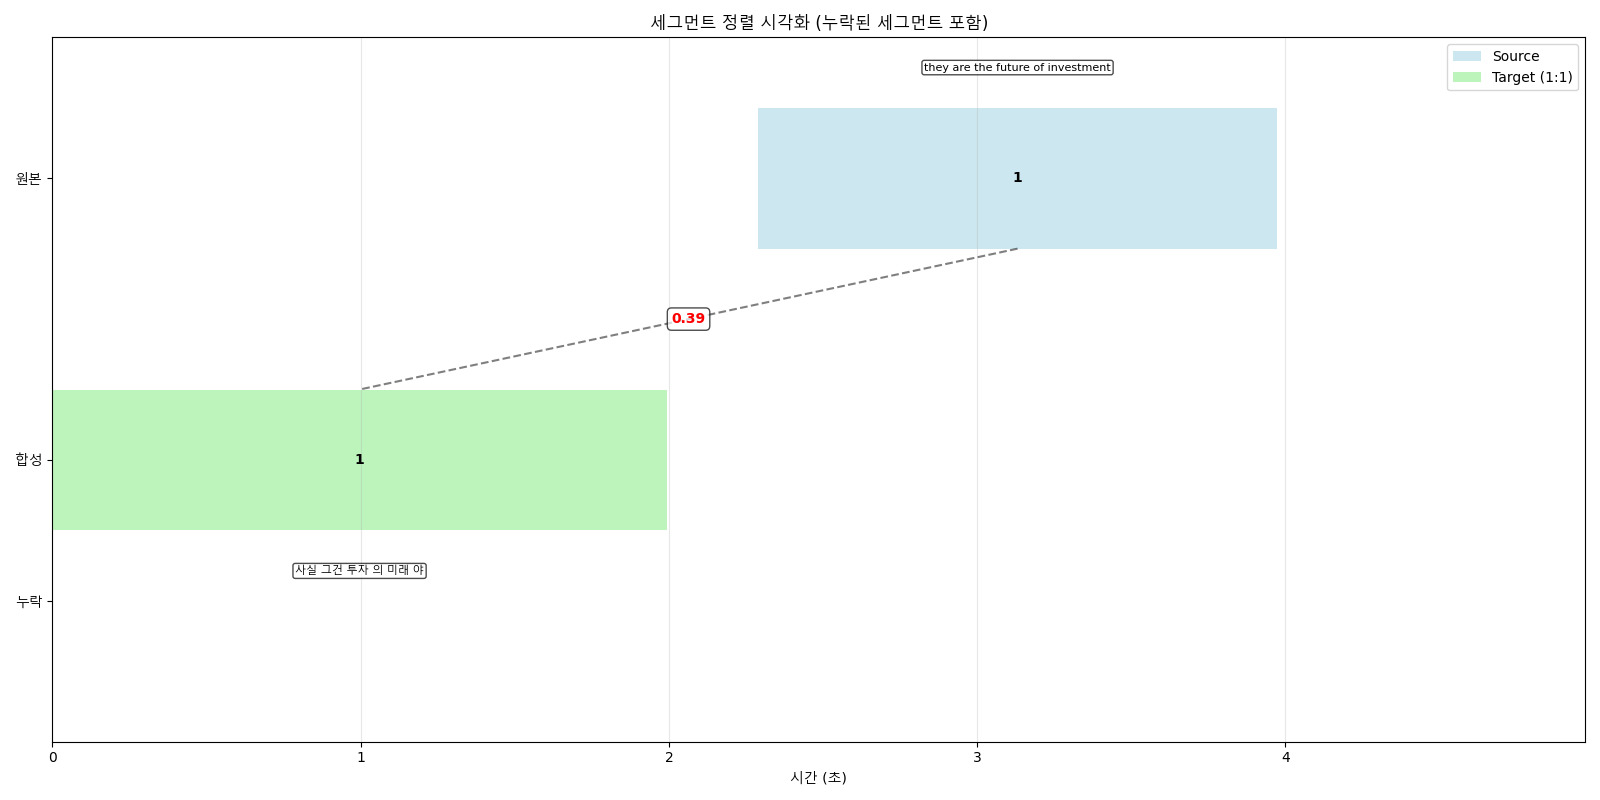 세그먼트 정렬 시각화 (누락된 세그먼트 포함)
they are the future of investment
Source
Target (1:1)
원본
1
0.39
합성
1
사실 그건 투자 의 미래 야
누락
0 1 2 3 4
시간 (초)